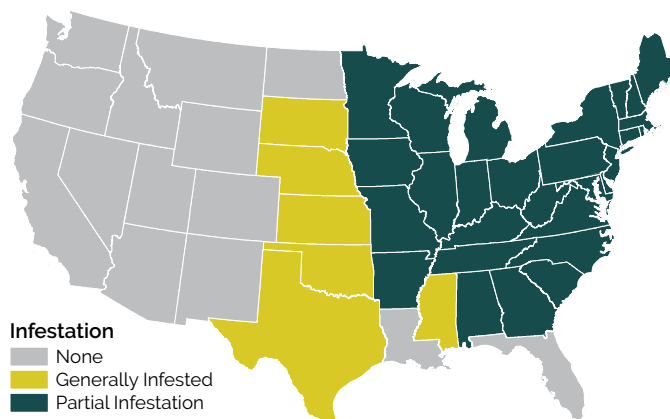 Infestation
None
Generally Infested
Partial Infestation